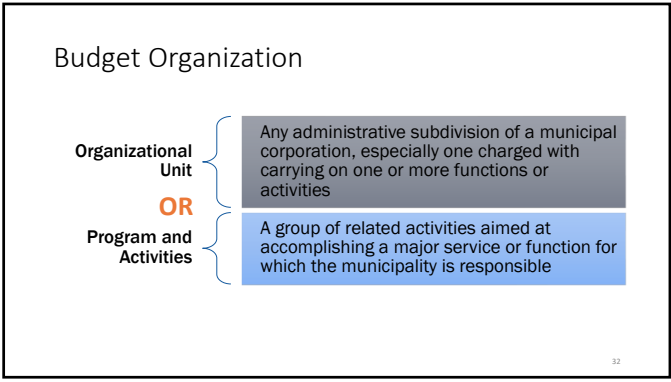 Budget Organization
Organizational
Unit
Any administrative subdivision of a municipal
corporation, especially one charged with
carrying on one or more functions or
activities
OR
Program and
Activities
A group of related activities aimed at
accomplishing a major service or function for
which the municipality is responsible
32